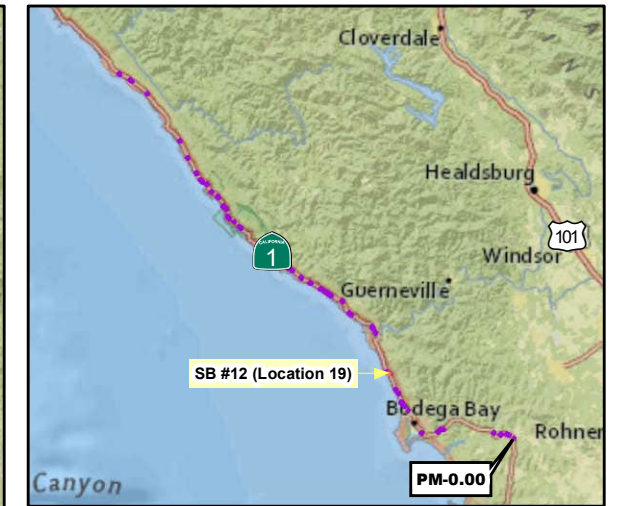 Cloverdale
A I N S
Healdsburg
101
Windsor
CALIFORNIA
1
Guerneville
SB #12 (Location 19)
Bodega Bay
Rohner
PM-0.00
Canyon